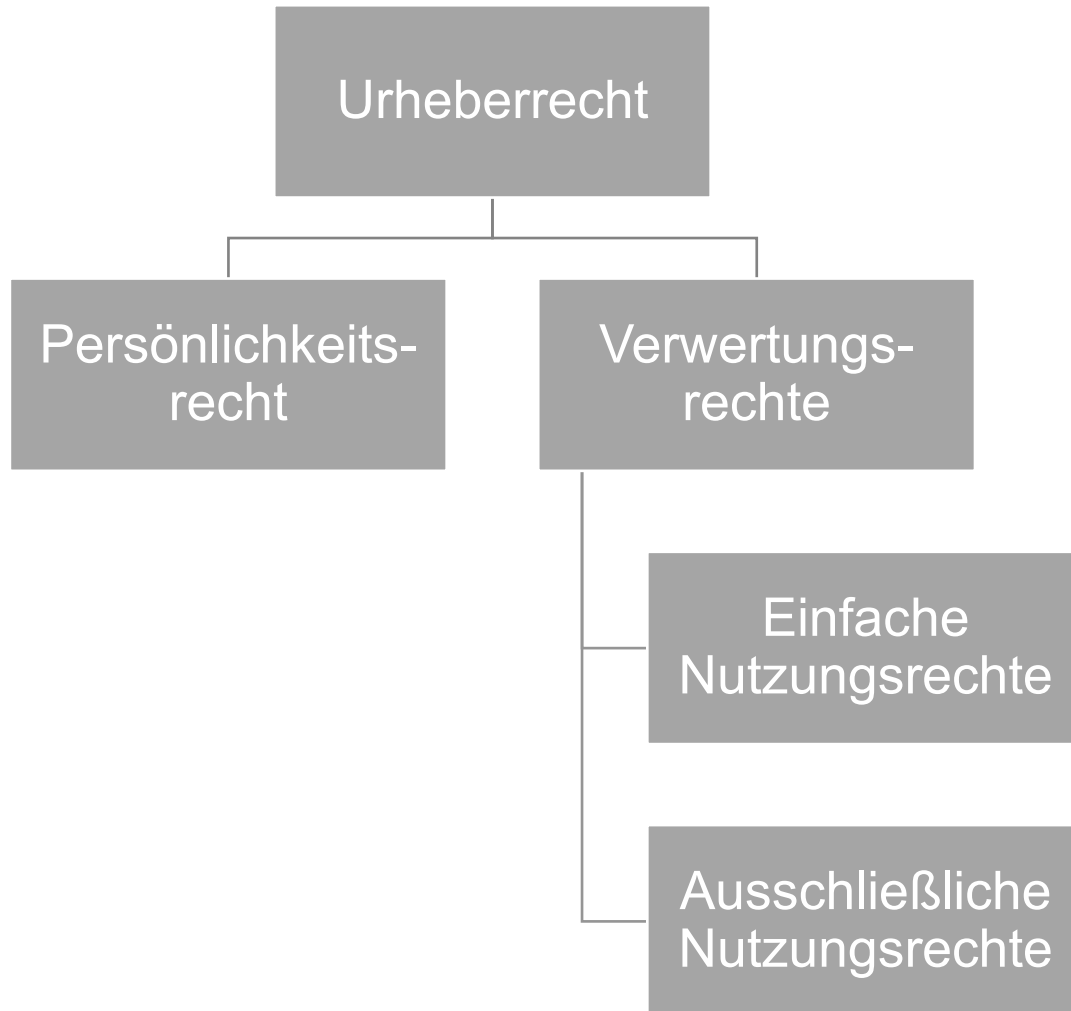 Urheberrecht
Persönlichkeits-
recht
Verwertungs-
rechte
Einfache
Nutzungsrechte
Ausschließliche
Nutzungsrechte